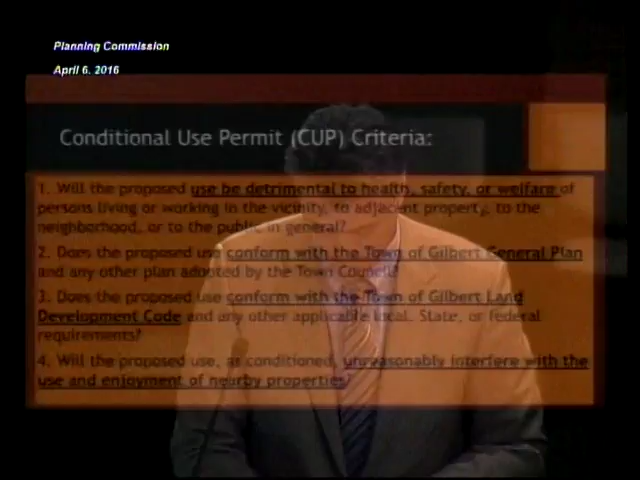 Planning Commission
April 6, 2016
Conditional Use Permit (CUP) Criteria:
1. Will the proposed use be detrimental to health, safety, or welfare of
persons living or working in the vicinity, to adjacent property, to the
neighborhood, or to the public in general?
2. Does the proposed use conform with the Town of Gilbert General Plan
and any other plan adopted by the Town Council?
3. Does the proposed use conform with the Town of Gilbert Land
Development Code and any other applicable local, State, or federal
requirements?
4. Will the proposed use, as conditioned, unreasonably interfere with the
use and enjoyment of nearby properties